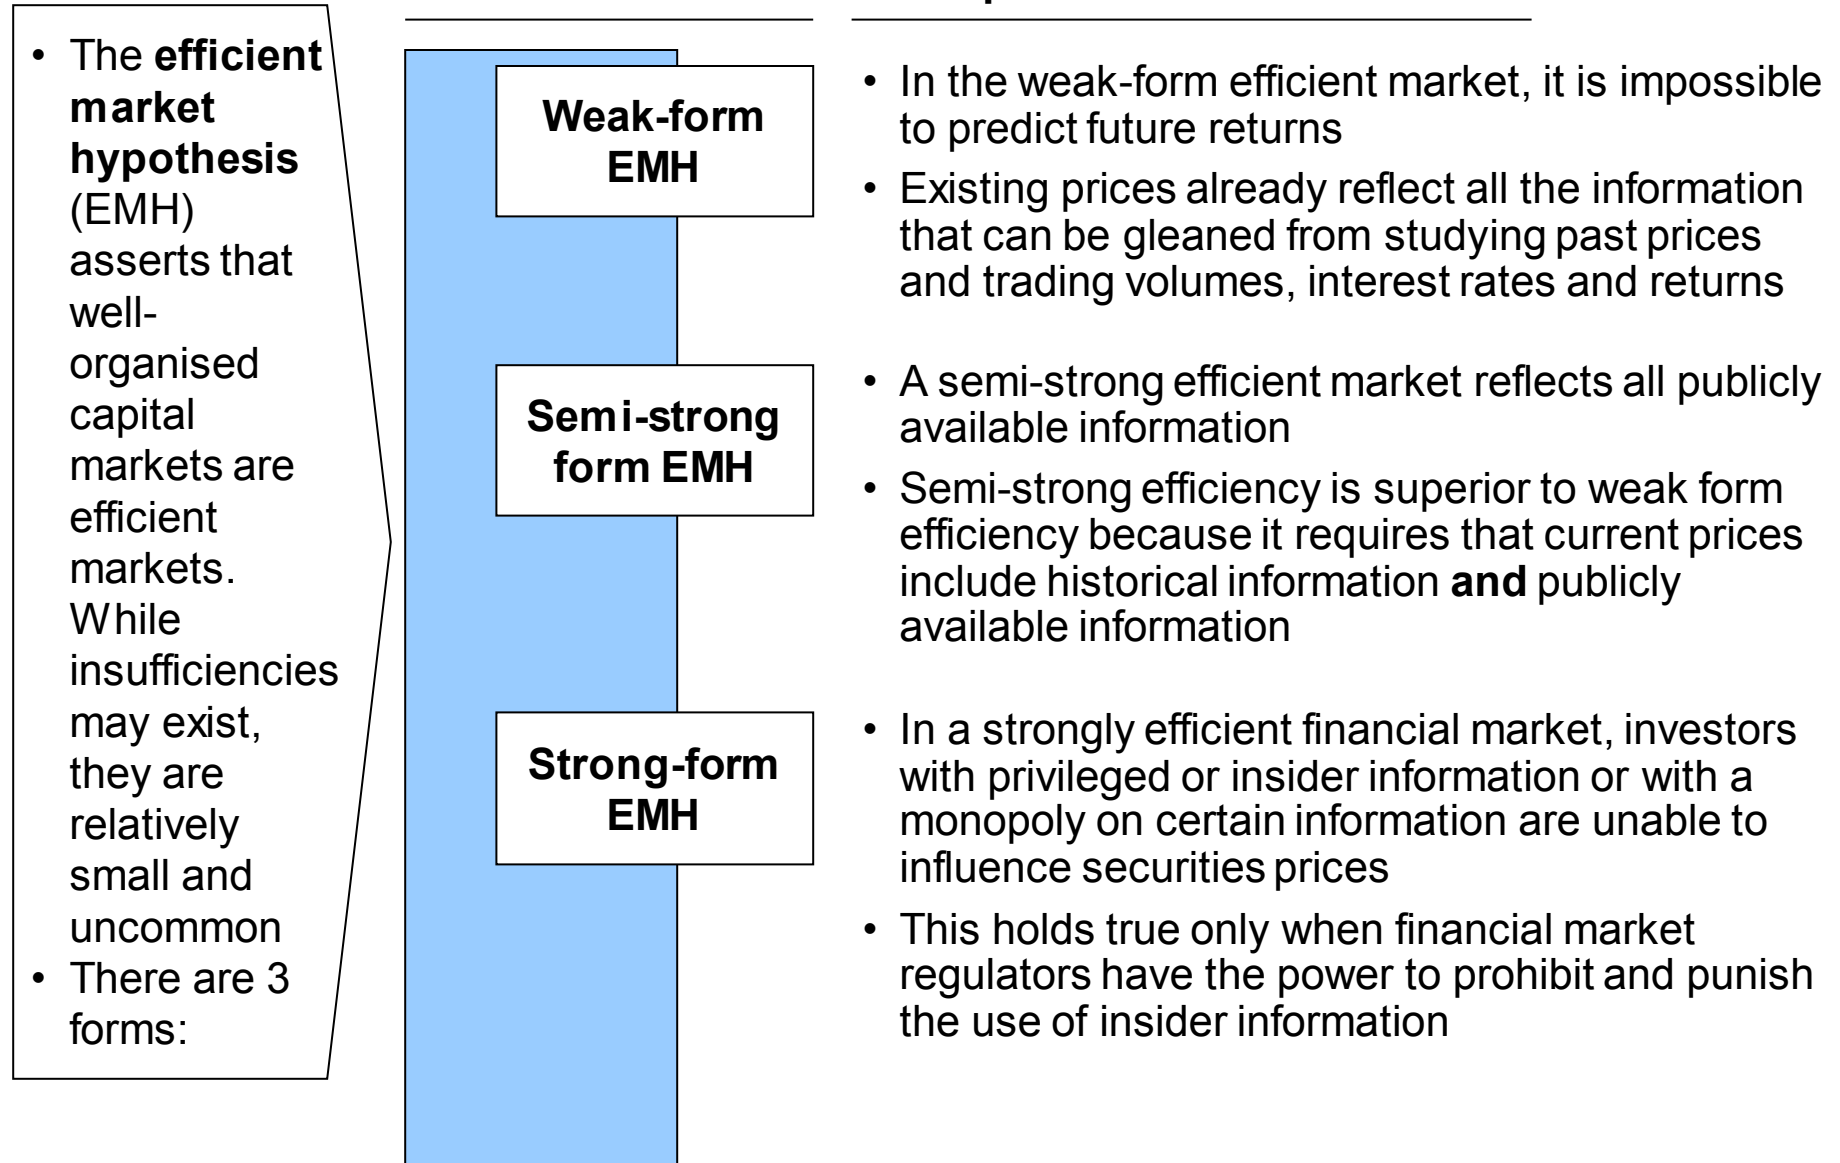 • The efficient
market
hypothesis
(EMH)
asserts that
well-
organised
capital
markets are
efficient
markets.
While
insufficiencies
may exist,
they are
relatively
small and
uncommon
• There are 3
forms:
Weak-form
EMH
• In the weak-form efficient market, it is impossible
to predict future returns
• Existing prices already reflect all the information
that can be gleaned from studying past prices
and trading volumes, interest rates and returns
Semi-strong
form EMH
• A semi-strong efficient market reflects all publicly
available information
• Semi-strong efficiency is superior to weak form
efficiency because it requires that current prices
include historical information and publicly
available information
Strong-form
EMH
• In a strongly efficient financial market, investors
with privileged or insider information or with a
monopoly on certain information are unable to
influence securities prices
• This holds true only when financial market
regulators have the power to prohibit and punish
the use of insider information